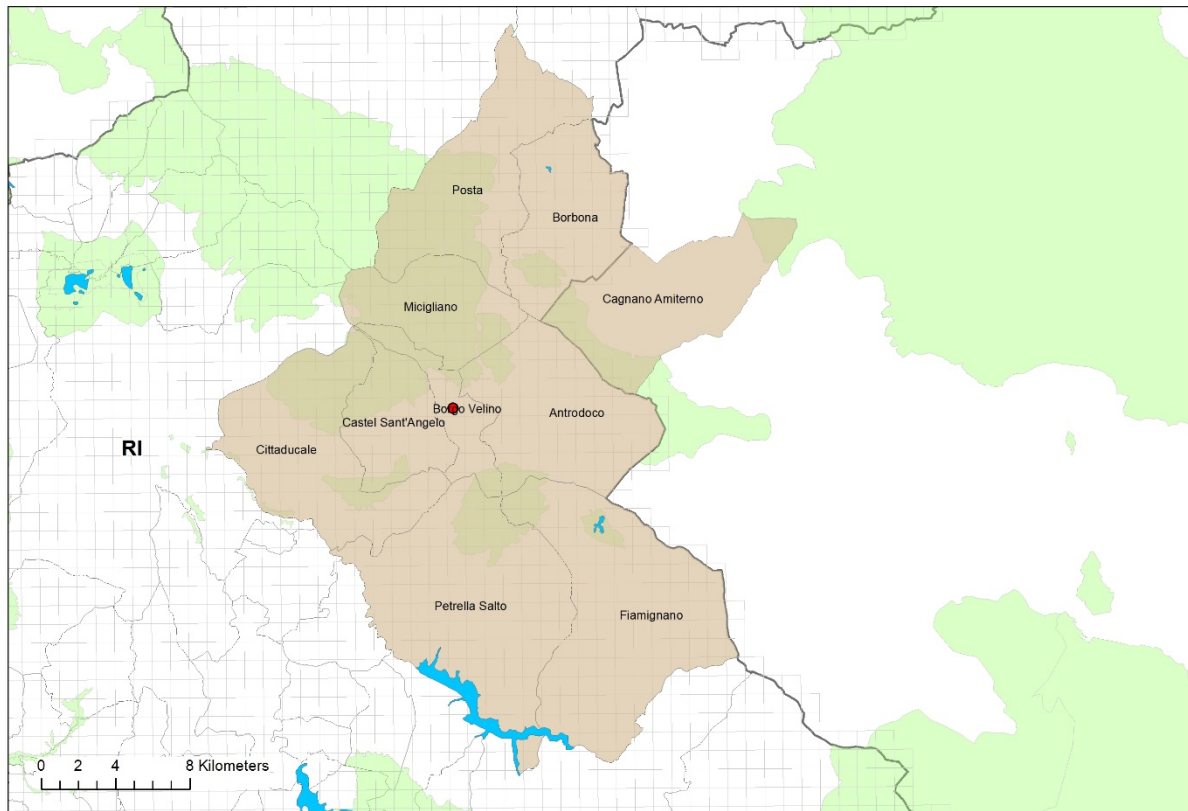 Posta
Borbona
Cagnano Amiterno
Micigliano
Borgo Velino
Antrodoco
Castel Sant'Angelo
Cittaducale
RI
Petrella Salto
Fiamignano
0 2 4 8 Kilometers